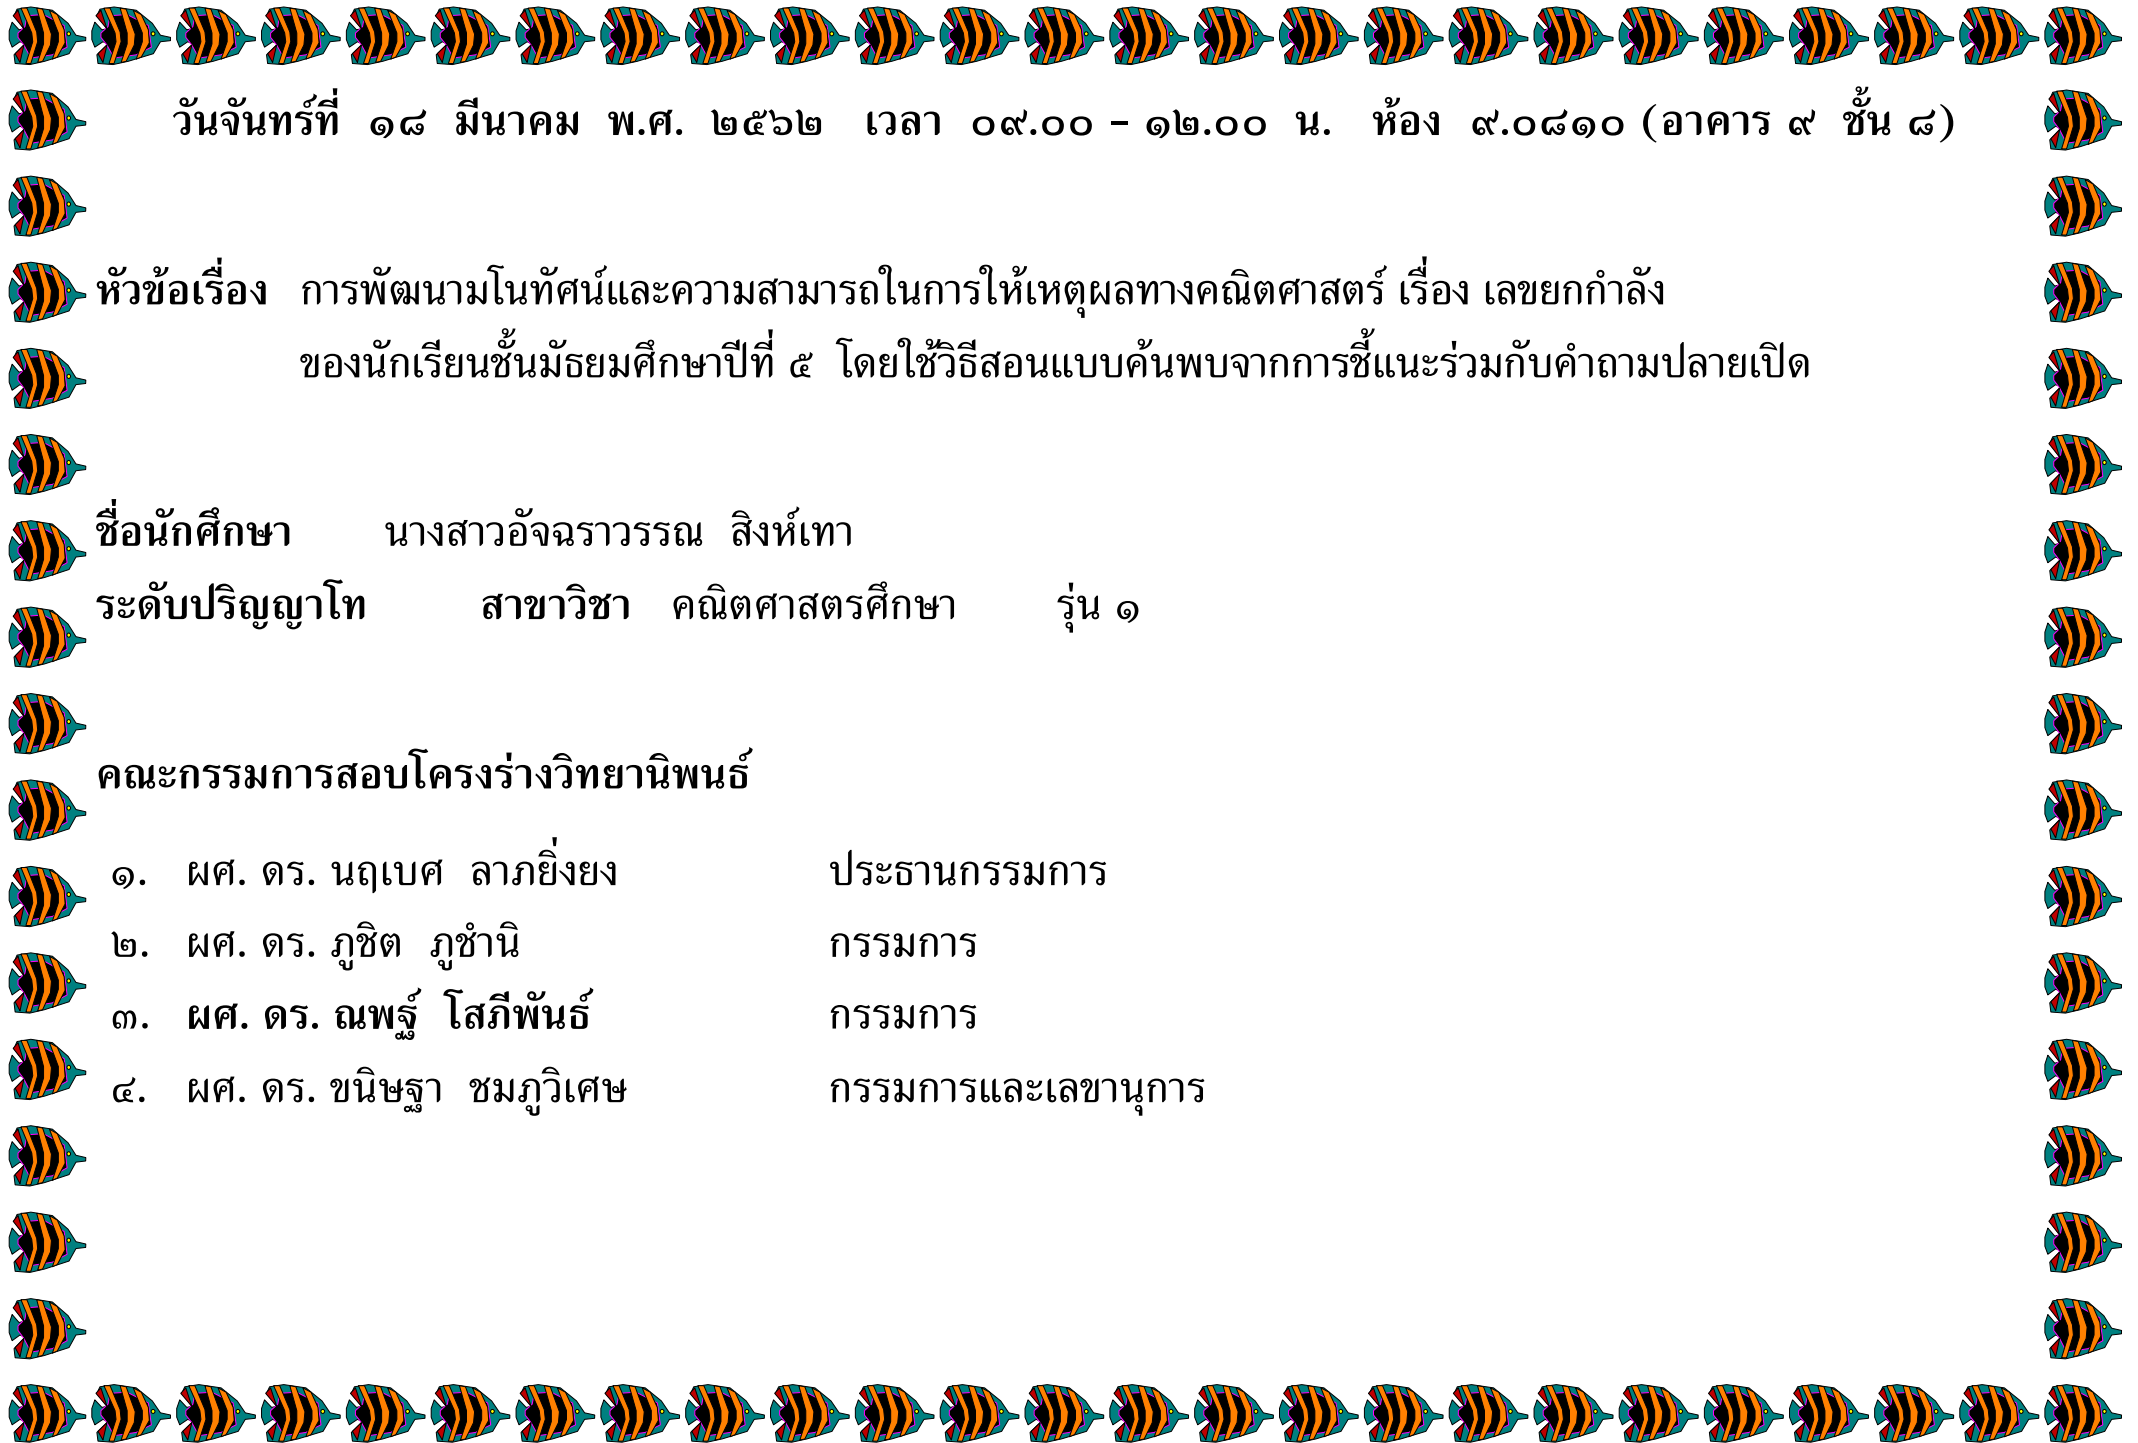 วันจันทร์ที่ ๑๘ มีนาคม พ.ศ. ๒๕๖๒ เวลา ๐๙.๐๐ – ๑๒.๐๐ น. ห้อง ๙.๐๘๑๐ (อาคาร ๙ ชั้น ๘)
หัวข้อเรื่อง การพัฒนามโนทัศน์และความสามารถในการให้เหตุผลทางคณิตศาสตร์ เรื่อง เลขยกกำลัง
ของนักเรียนชั้นมัธยมศึกษาปีที่ ๕ โดยใช้วิธีสอนแบบค้นพบจากการชี้แนะร่วมกับคำถามปลายเปิด
ชื่อนักศึกษา นางสาวอัจฉราวรรณ สิงห์เทา
ระดับปริญญาโท สาขาวิชา คณิตศาสตรศึกษา รุ่น ๑
คณะกรรมการสอบโครงร่างวิทยานิพนธ์
๑. ผศ. ดร. นฤเบศ ลาภยิ่งยง ประธานกรรมการ
๒. ผศ. ดร. ภูชิต ภูชำนิ กรรมการ
๓. ผศ. ดร. ณพฐ์ โสภีพันธ์ กรรมการ
๔. ผศ. ดร. ขนิษฐา ชมภูวิเศษ กรรมการและเลขานุการ